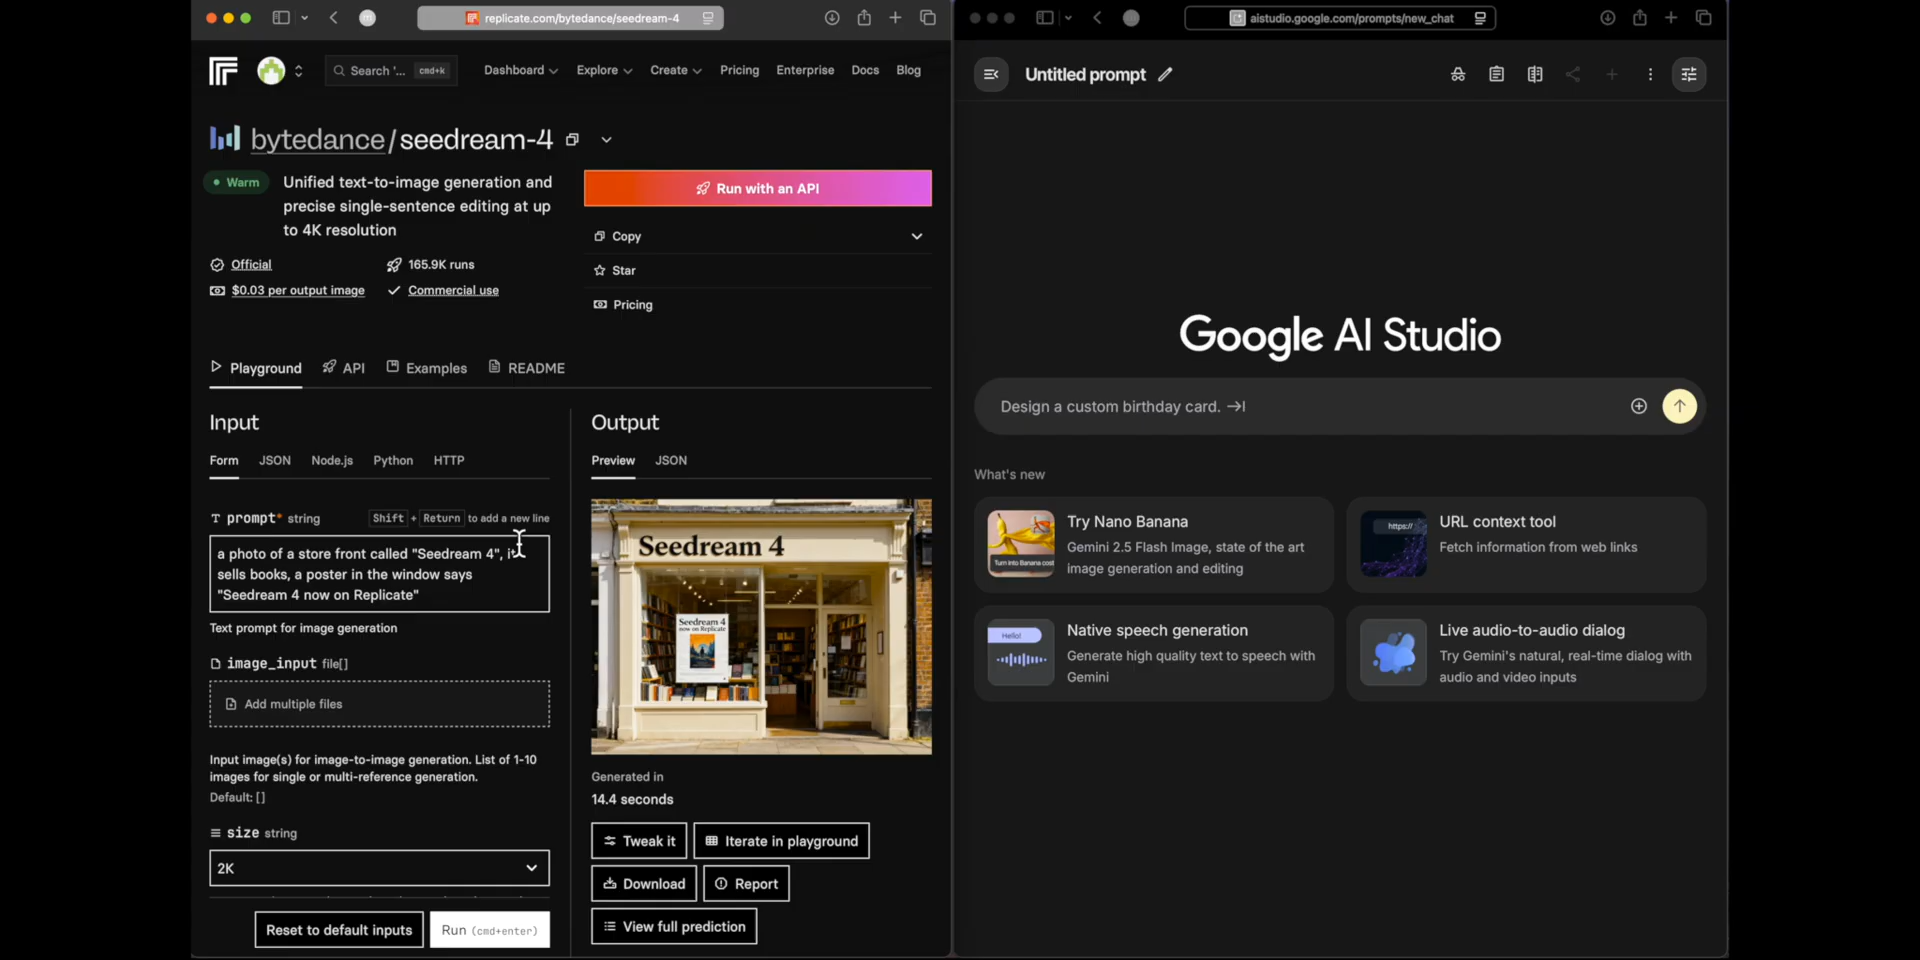 replicate.com/bytedance/seedream-4
Search '... cmd+k
Dashboard
Explore
Create
Pricing
Enterprise
Docs
Blog
bytedance/seedream-4
Warm
Unified text-to-image generation and
precise single-sentence editing at up
to 4K resolution
Official
165.9K runs
$0.03 per output image
Commercial use
Run with an API
Copy
Star
Pricing
Playground
API
Examples
README
Input
Form
JSON
Node.js
Python
HTTP
prompt* string
Shift + Return to add a new line
a photo of a store front called "Seedream 4", it
sells books, a poster in the window says
"Seedream 4 now on Replicate"
Text prompt for image generation
image_input file[]
Add multiple files
Input image(s) for image-to-image generation. List of 1-10
images for single or multi-reference generation.
Default: []
size string
2K
Reset to default inputs
Run (cmd+enter)
Output
Preview
JSON
Seedream 4
Seedream 4
now on Replicate
Generated in
14.4 seconds
Tweak it
Iterate in playground
Download
Report
View full prediction
aistudio.google.com/prompts/new_chat
Untitled prompt
Google AI Studio
Design a custom birthday card.
What's new
Try Nano Banana
Gemini 2.5 Flash Image, state of the art
image generation and editing
Turn into Banana cost
https://
URL context tool
Fetch information from web links
Hello!
Native speech generation
Generate high quality text to speech with
Gemini
Live audio-to-audio dialog
Try Gemini's natural, real-time dialog with
audio and video inputs